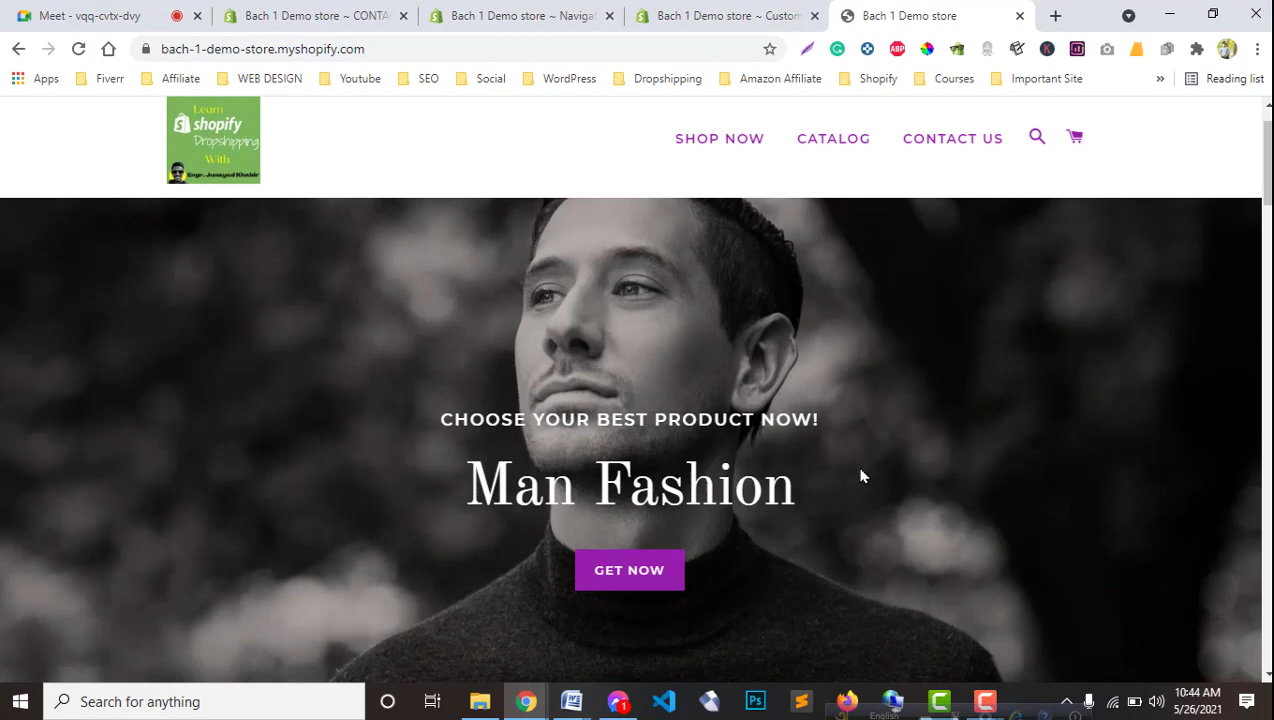 Meet - vqq-cvtx-dvy
Bach 1 Demo store ~ CONTA
Bach 1 Demo store ~ Navigat
Bach 1 Demo store ~ Custom
Bach 1 Demo store
bach-1-demo-store.myshopify.com
ABP
K
Apps
Fiverr
Affiliate
WEB DESIGN
Youtube
SEO
Social
WordPress
Dropshipping
Amazon Affiliate
Shopify
Courses
Important Site
Reading list
Learn
shopify
Dropshipping
With
Engr. Junayed Khabir
SHOP NOW
CATALOG
CONTACT US
CHOOSE YOUR BEST PRODUCT NOW!
Man Fashion
GET NOW
Search for anything
1
Ps
English
10:44 AM
5/26/2021